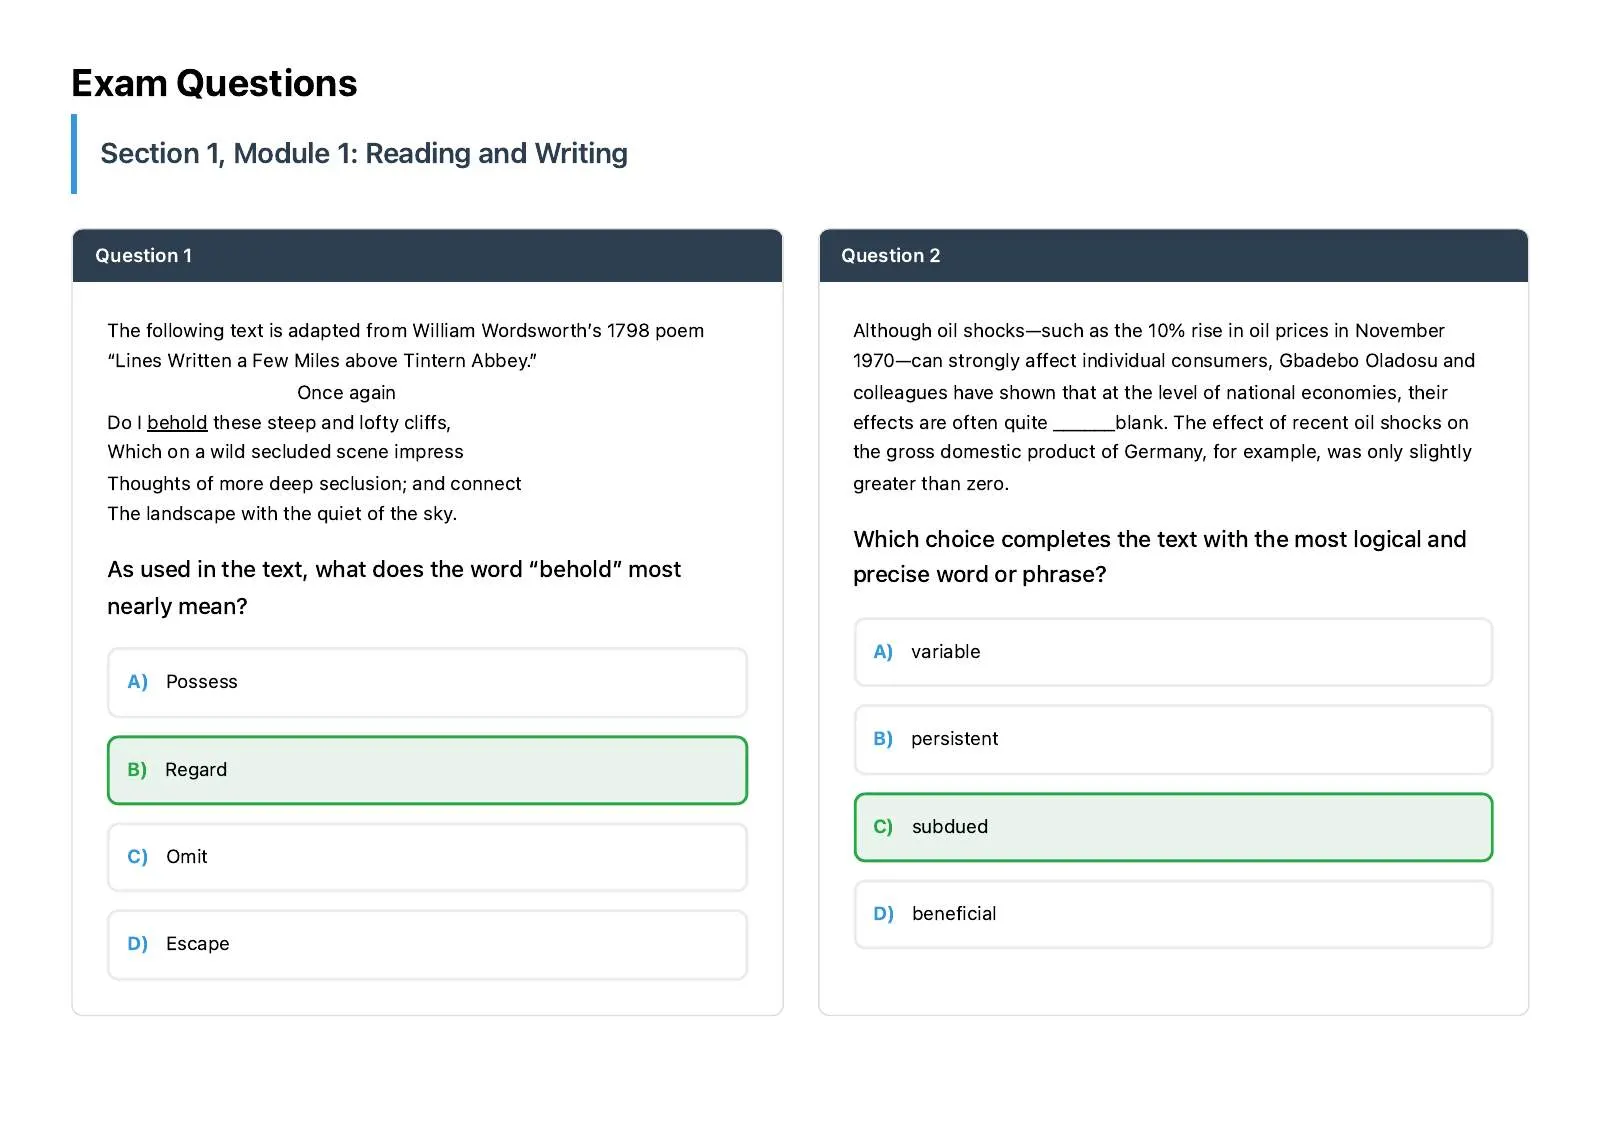 Exam Questions
Section 1, Module 1: Reading and Writing
Question 1
The following text is adapted from William Wordsworth's 1798 poem
“Lines Written a Few Miles above Tintern Abbey.”
Once again
Do I behold these steep and lofty cliffs,
Which on a wild secluded scene impress
Thoughts of more deep seclusion; and connect
The landscape with the quiet of the sky.
As used in the text, what does the word “behold” most
nearly mean?
A) Possess
B) Regard
C) Omit
D) Escape
Question 2
Although oil shocks—such as the 10% rise in oil prices in November
1970—can strongly affect individual consumers, Gbadebo Oladosu and
colleagues have shown that at the level of national economies, their
effects are often quite ______blank. The effect of recent oil shocks on
the gross domestic product of Germany, for example, was only slightly
greater than zero.
Which choice completes the text with the most logical and
precise word or phrase?
A) variable
B) persistent
C) subdued
D) beneficial